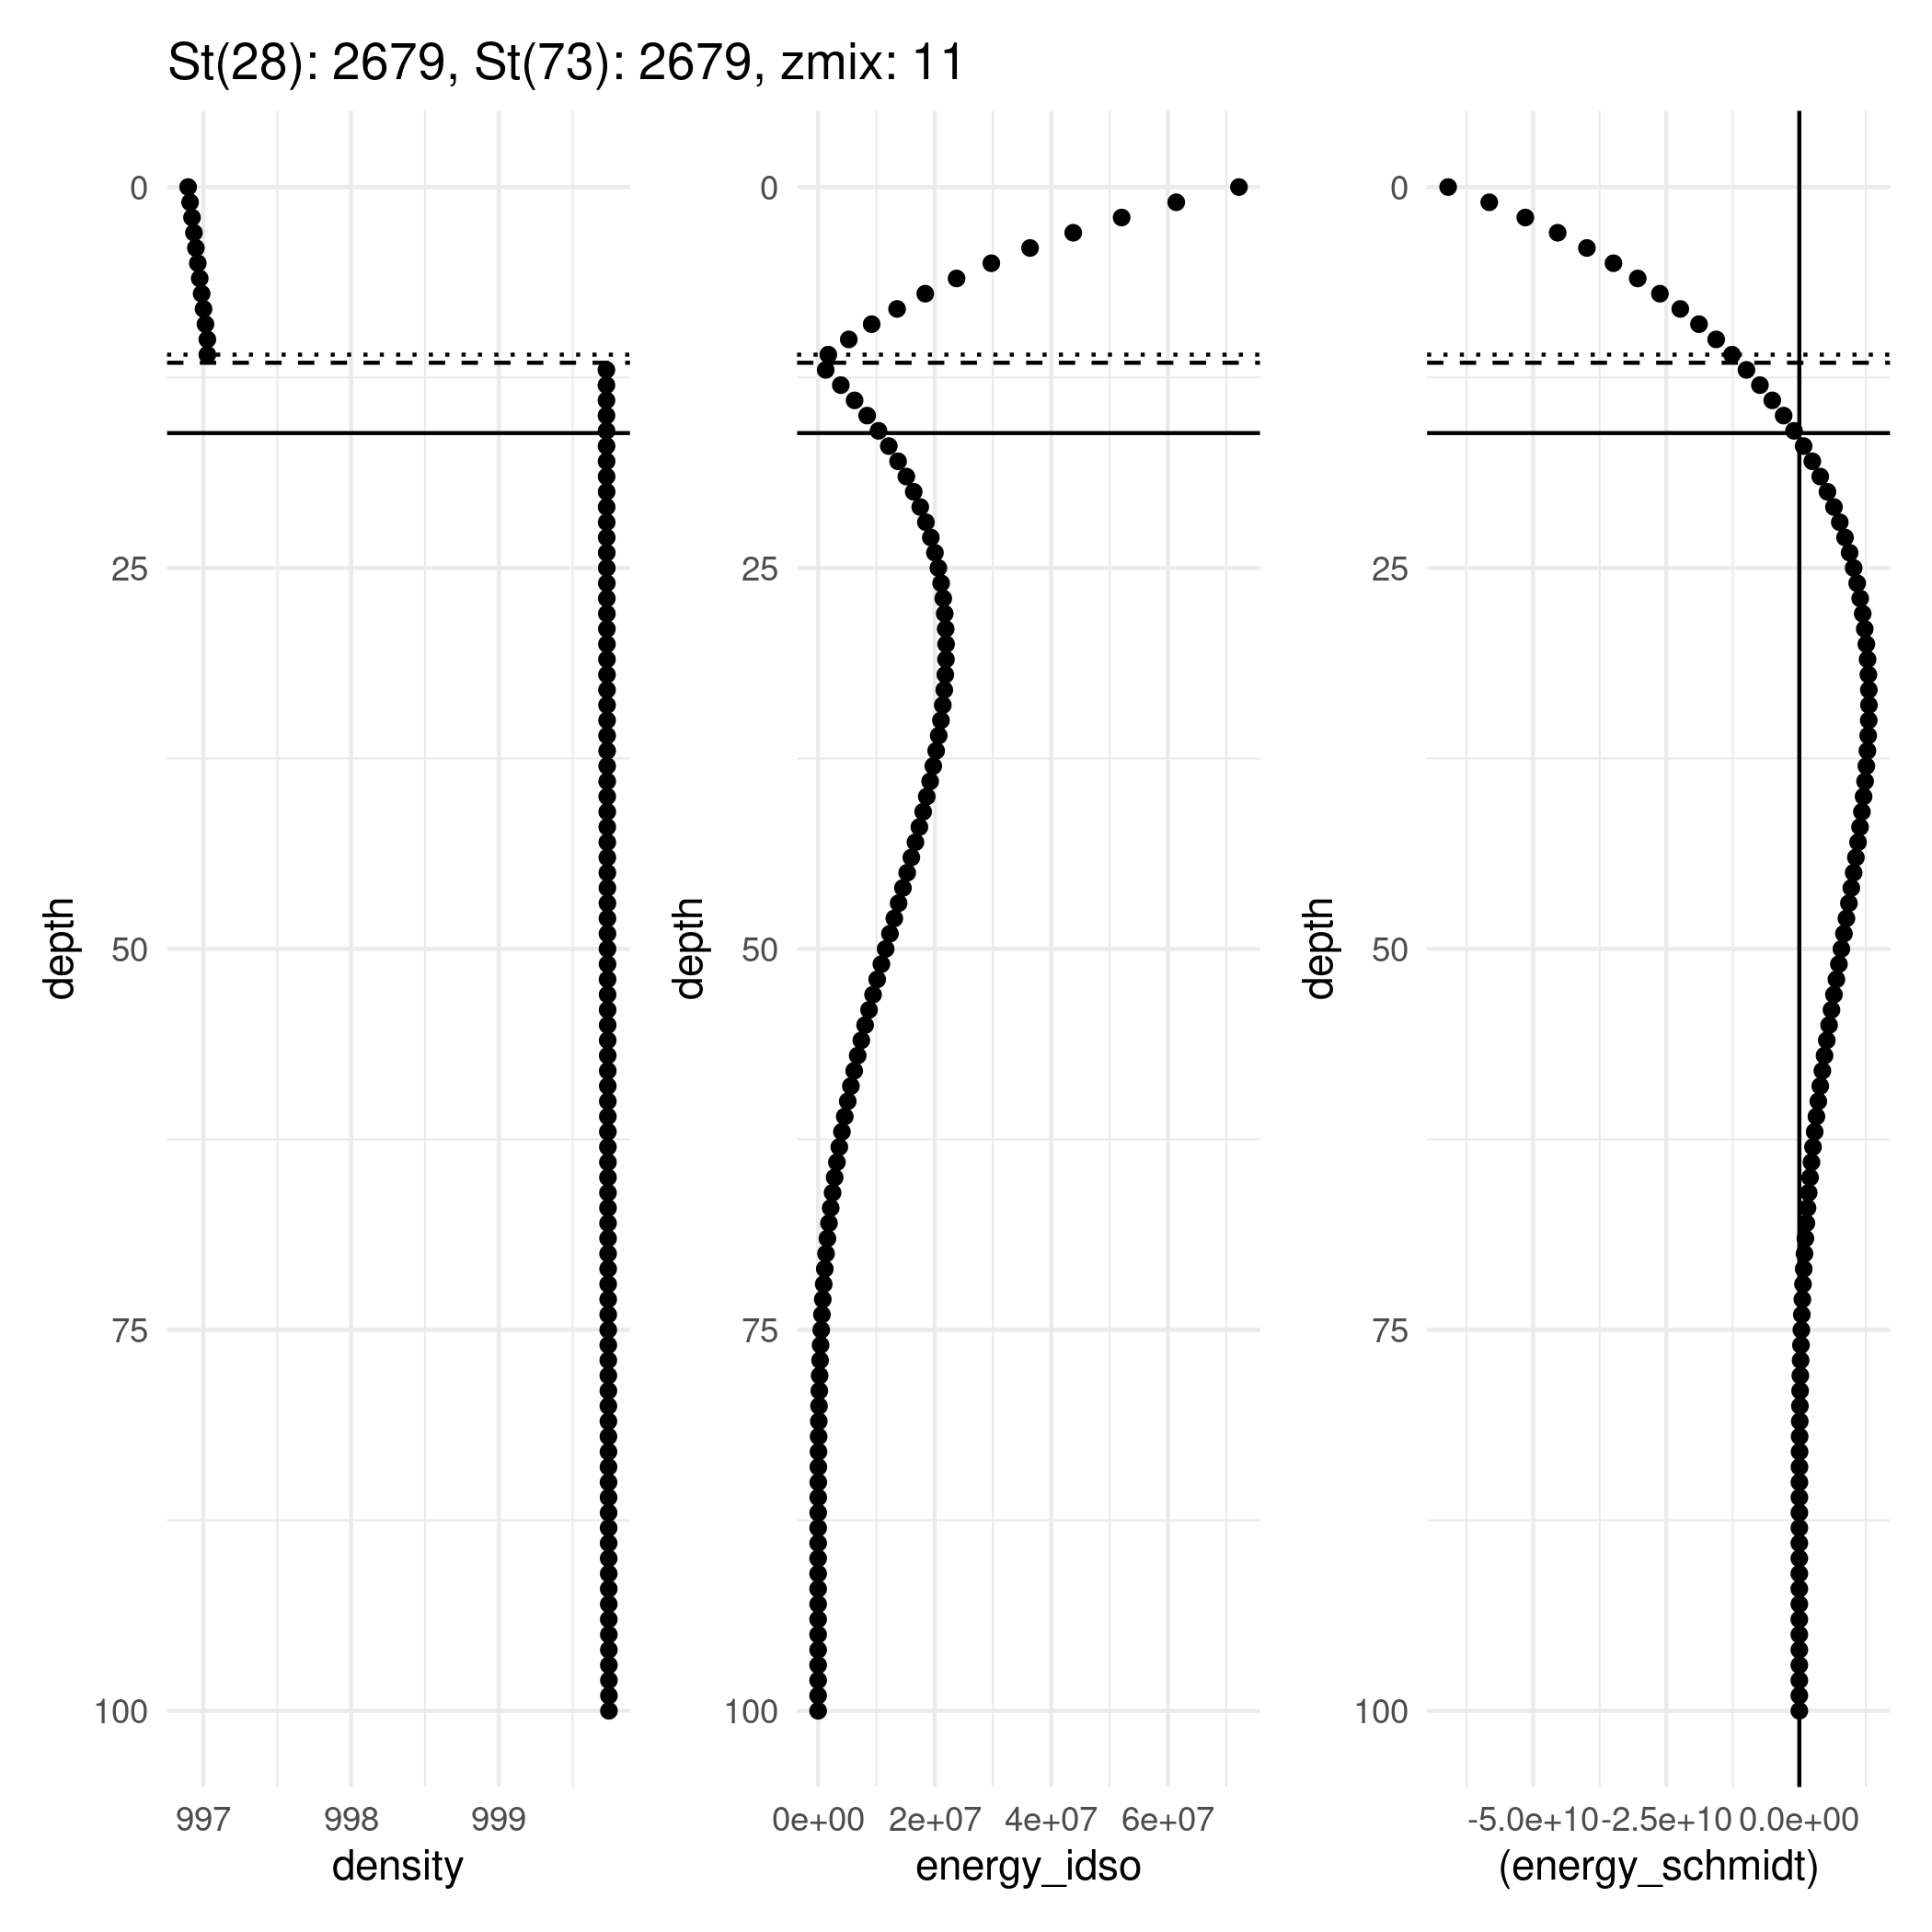 St(28): 2679, St(73): 2679, zmix: 11
0
25
50
75
100
depth
997 998 999
density
0
25
50
75
100
depth
0e+00 2e+07 4e+07 6e+07
energy_idso
0
25
50
75
100
depth
-5.0e+10 -2.5e+10 0.0e+00
(energy_schmidt)